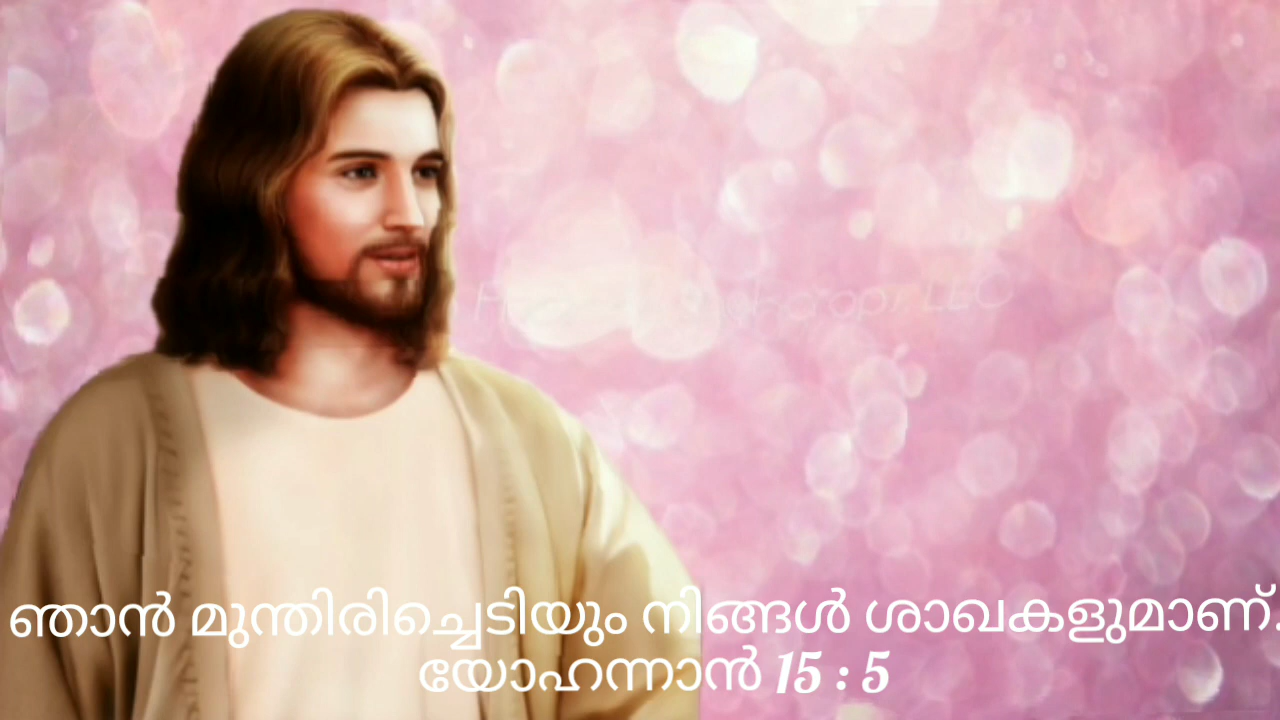 ഞാൻ മുന്തിരിച്ചെടിയും നിങ്ങൾ ശാഖകളുമാണ്.
യോഹന്നാൻ 15 : 5